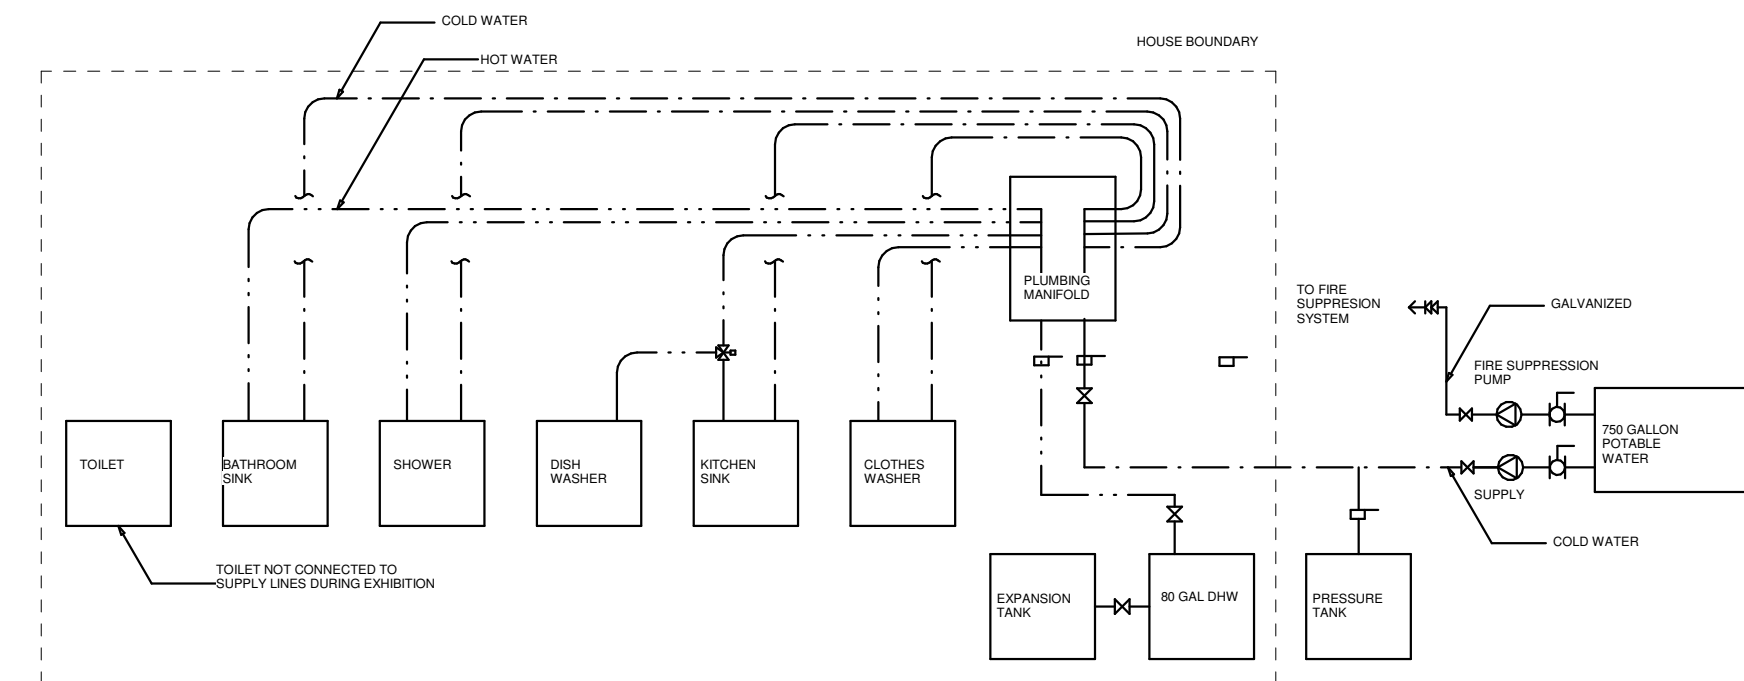 COLD WATER
HOUSE BOUNDARY
HOT WATER
PLUMBING
MANIFOLD
TO FIRE
SUPPRESION
SYSTEM
GALVANIZED
FIRE SUPPRESSION
PUMP
750 GALLON
POTABLE
WATER
TOILET
BATHROOM
SINK
SHOWER
DISH
WASHER
KITCHEN
SINK
CLOTHES
WASHER
SUPPLY
COLD WATER
TOILET NOT CONNECTED TO
SUPPLY LINES DURING EXHIBITION
EXPANSION
TANK
80 GAL DHW
PRESSURE
TANK